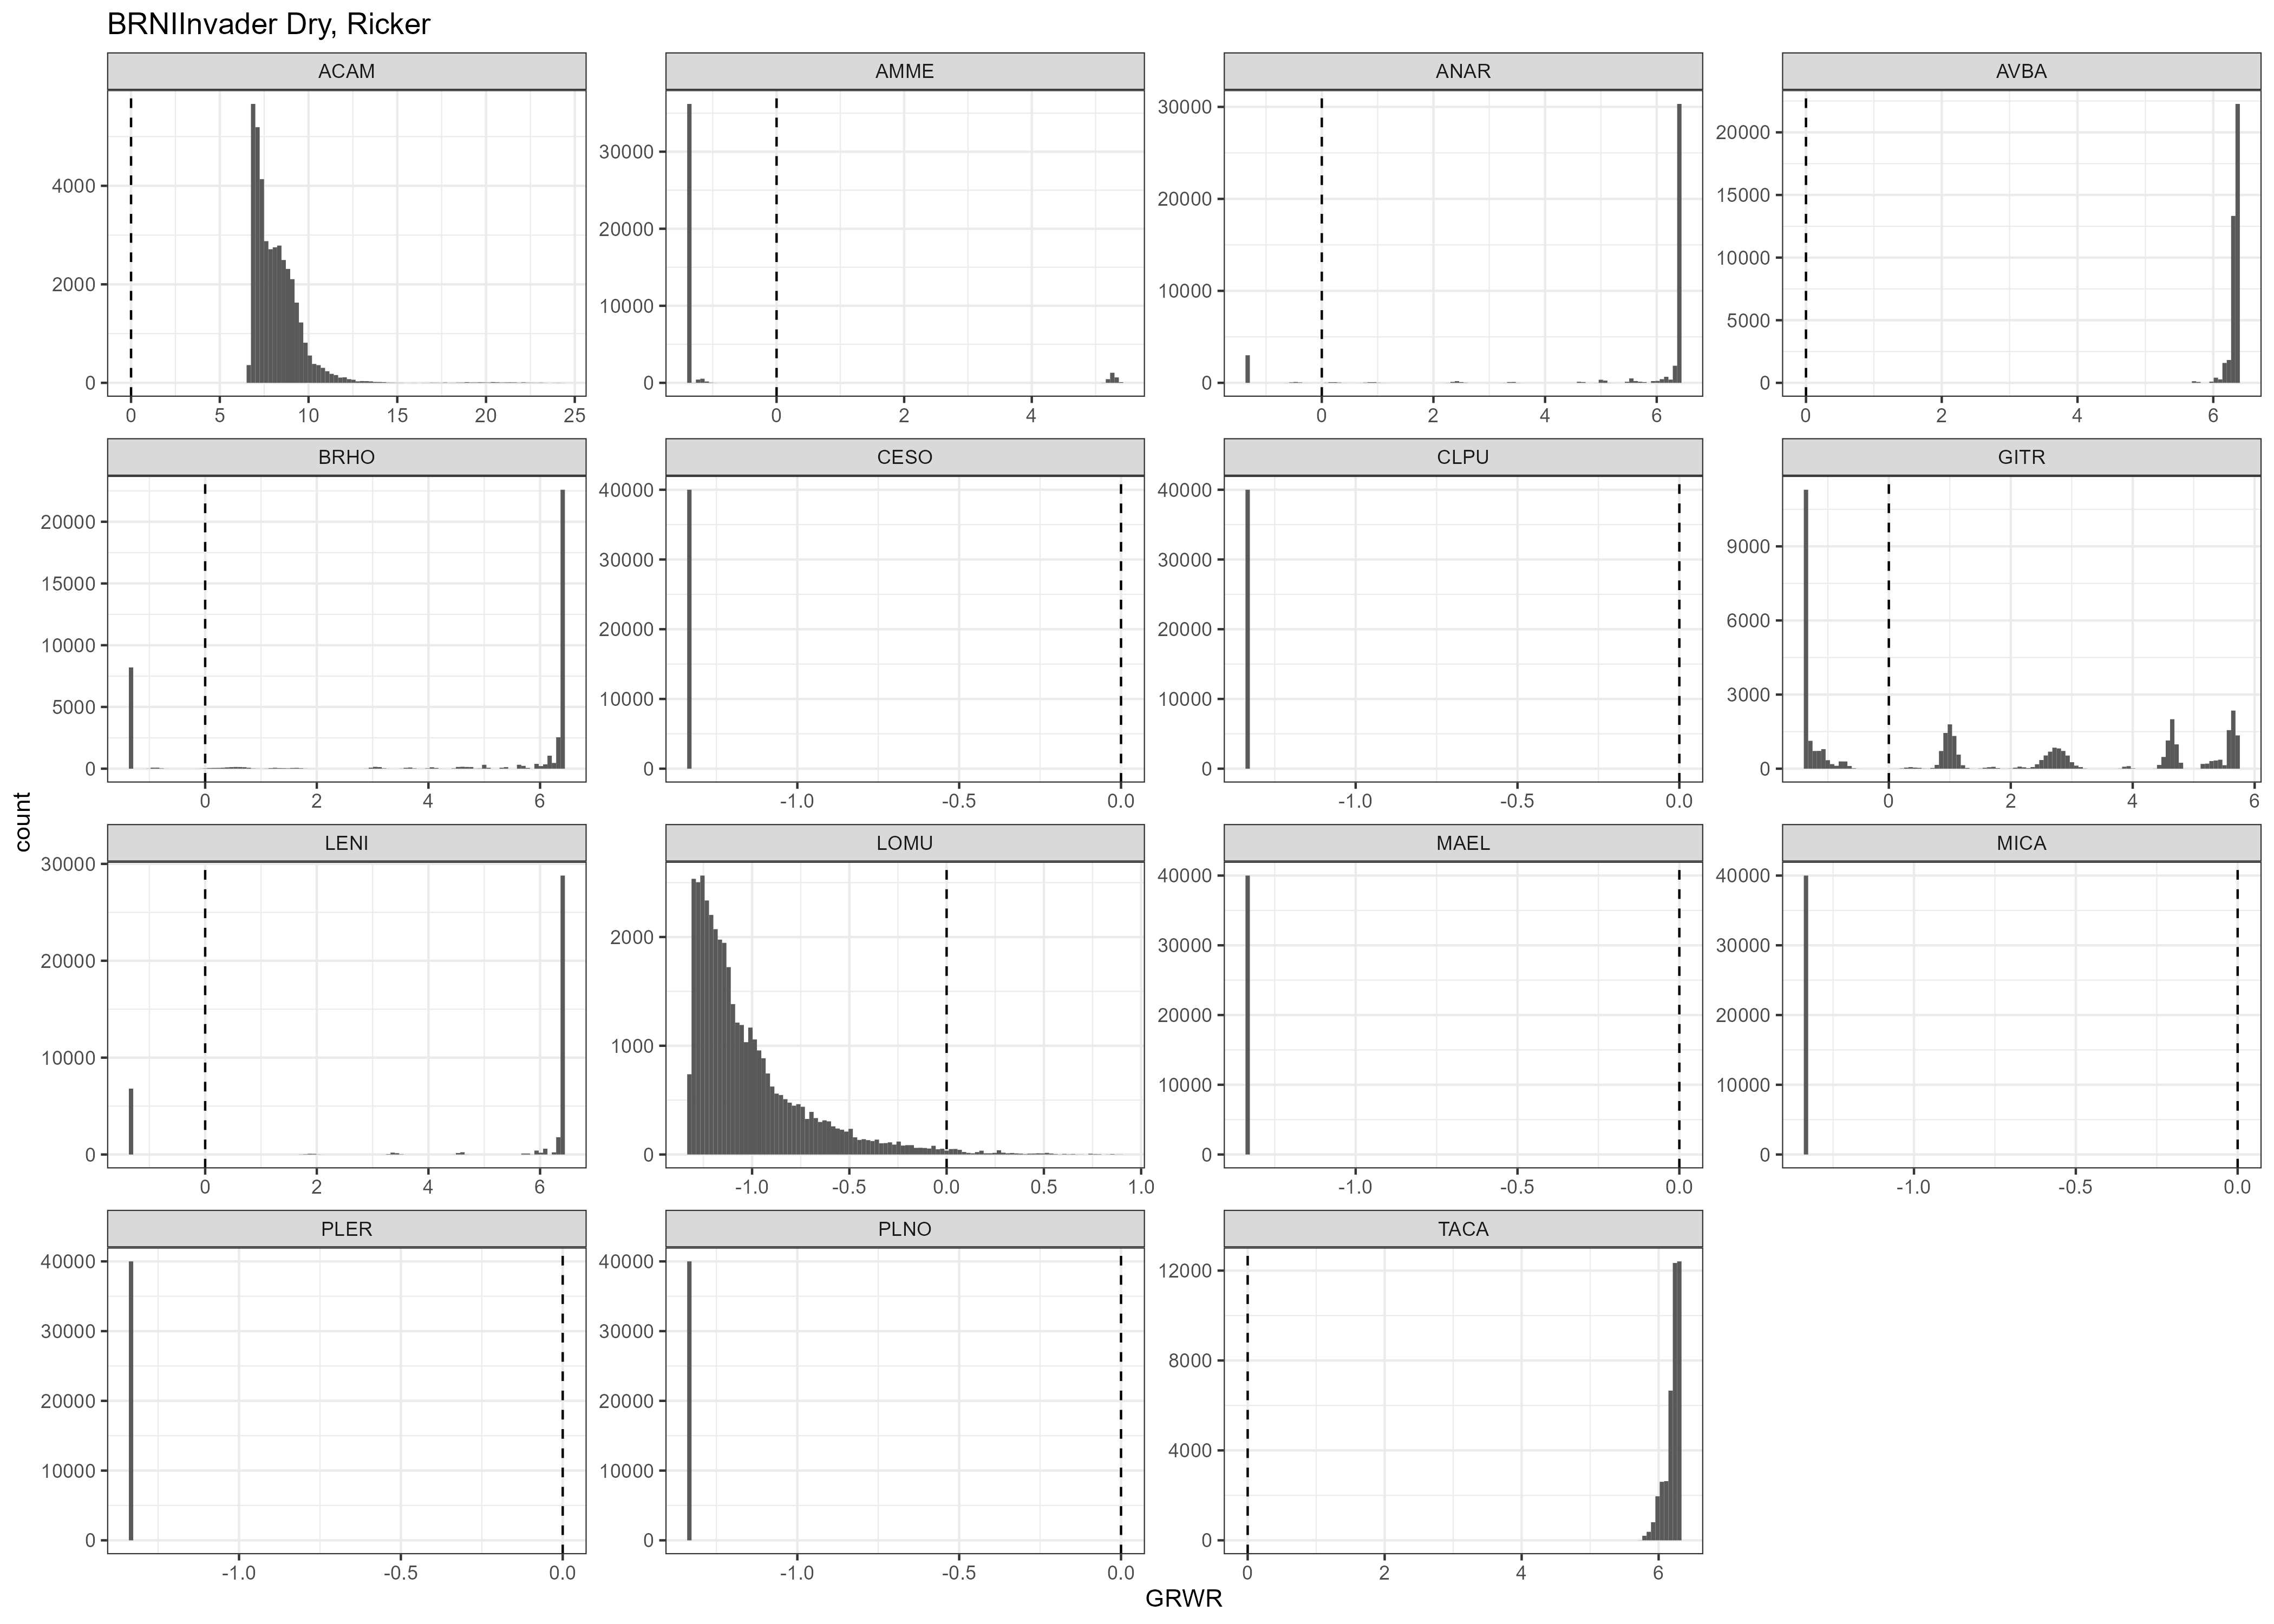 BRNIInvader Dry, Ricker
ACAM AMME ANAR AVBA
4000 2000 0
0 5 10 15 20 25
30000 20000 10000 0
0 2 4
30000 20000 10000 0
0 2 4 6
20000 15000 10000 5000 0
0 2 4 6
BRHO CESO CLPU GITR
20000 15000 10000 5000 0
0 2 4 6
40000 30000 20000 10000 0
-1.0 -0.5 0.0
40000 30000 20000 10000 0
-1.0 -0.5 0.0
9000 6000 3000 0
0 2 4 6
count
LENI LOMU MAEL MICA
30000 20000 10000 0
0 2 4 6
2000 1000 0
-1.0 -0.5 0.0 0.5 1.0
40000 30000 20000 10000 0
-1.0 -0.5 0.0
40000 30000 20000 10000 0
-1.0 -0.5 0.0
PLER PLNO TACA
40000 30000 20000 10000 0
-1.0 -0.5 0.0
40000 30000 20000 10000 0
-1.0 -0.5 0.0
12000 8000 4000 0
0 2 4 6
GRWR